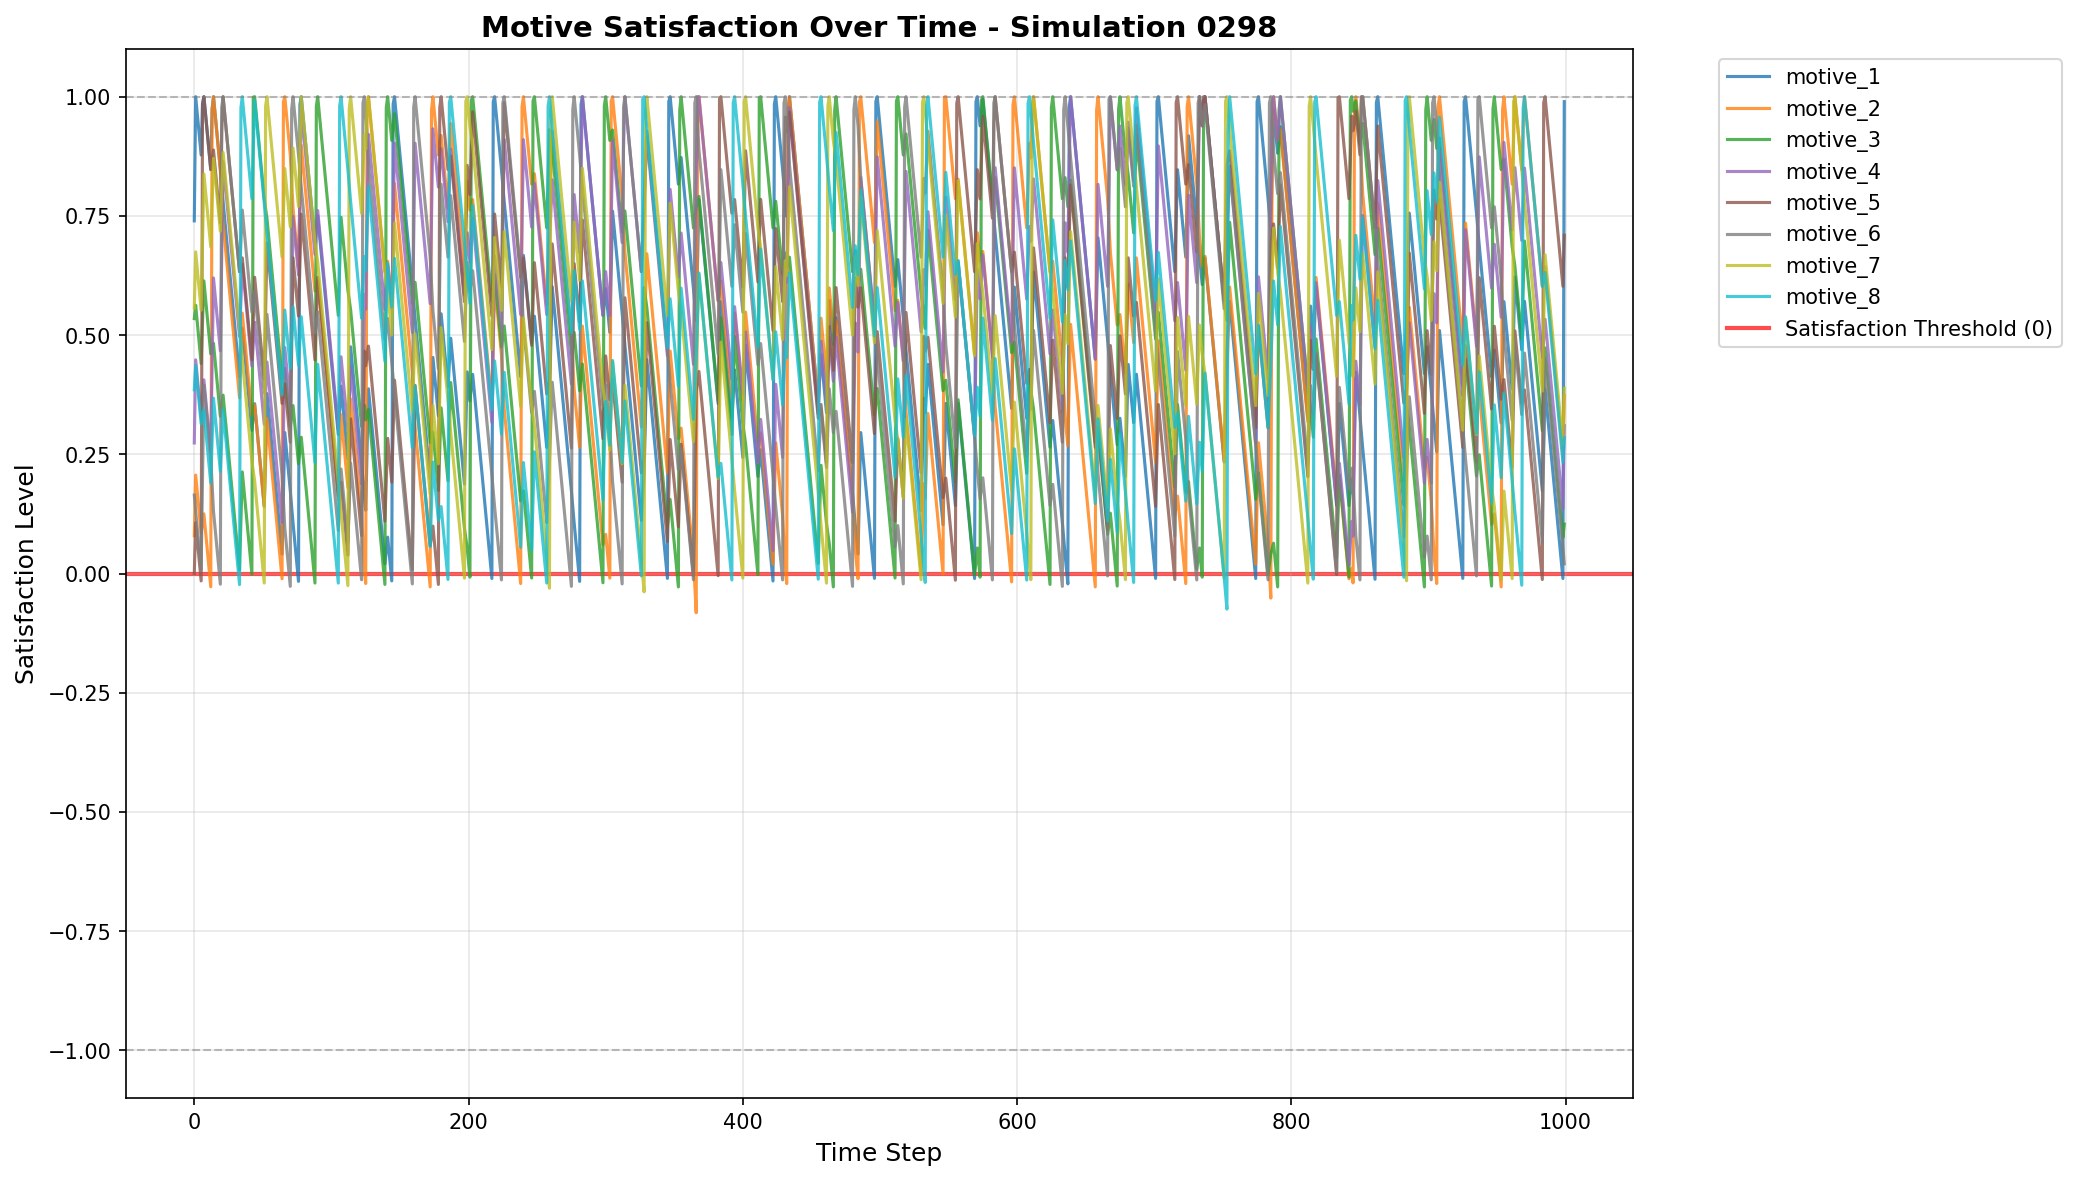 Motive Satisfaction Over Time - Simulation 0298
1.00
0.75
0.50
0.25
0.00
−0.25
−0.50
−0.75
−1.00
Satisfaction Level
0
200
400
600
800
1000
Time Step
motive_1
motive_2
motive_3
motive_4
motive_5
motive_6
motive_7
motive_8
Satisfaction Threshold (0)